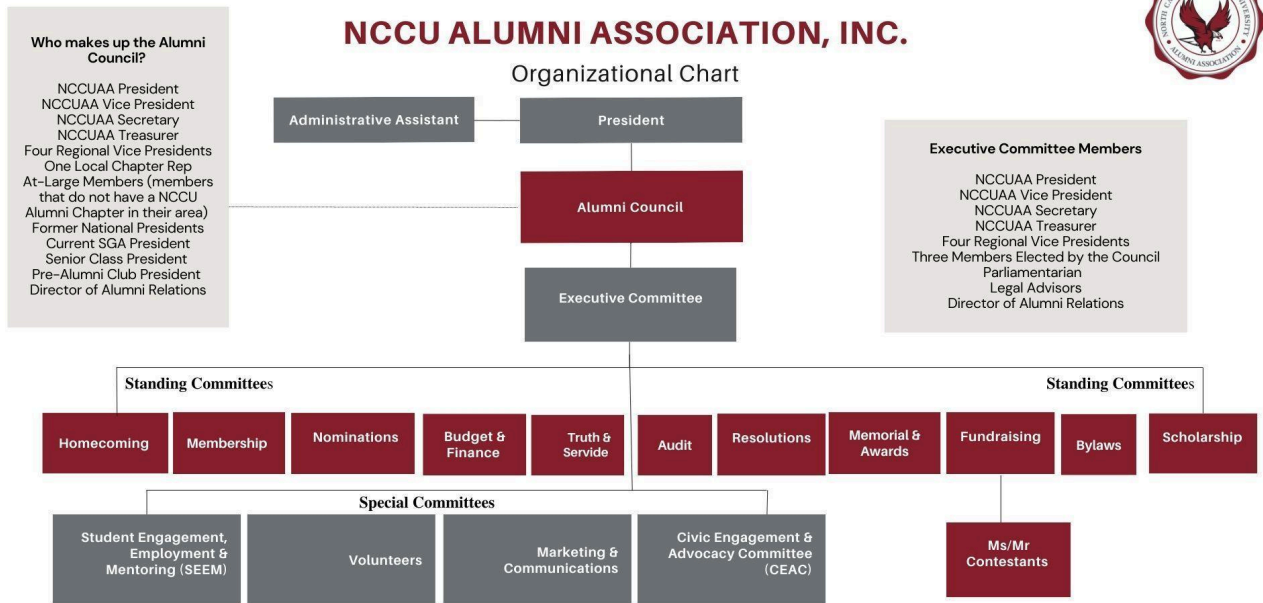 NCCU ALUMNI ASSOCIATION, INC.
Organizational Chart
ALUMNI ASSOCIATION
Who makes up the Alumni
Council?
NCCUAA President
NCCUAA Vice President
NCCUAA Secretary
NCCUAA Treasurer
Four Regional Vice Presidents
One Local Chapter Rep
At-Large Members (members
that do not have a NCCU
Alumni Chapter in their area)
Former National Presidents
Current SGA President
Senior Class President
Pre-Alumni Club President
Director of Alumni Relations
Administrative Assistant
President
Alumni Council
Executive Committee
Executive Committee Members
NCCUAA President
NCCUAA Vice President
NCCUAA Secretary
NCCUAA Treasurer
Four Regional Vice Presidents
Three Members Elected by the Council
Parliamentarian
Legal Advisors
Director of Alumni Relations
Standing Committees
Standing Committees
Homecoming
Membership
Nominations
Budget &
Finance
Truth &
Servide
Audit
Resolutions
Memorial &
Awards
Fundraising
Bylaws
Scholarship
Special Committees
Student Engagement,
Employment &
Mentoring (SEEM)
Volunteers
Marketing &
Communications
Civic Engagement &
Advocacy Committee
(CEAC)
Ms/Mr
Contestants